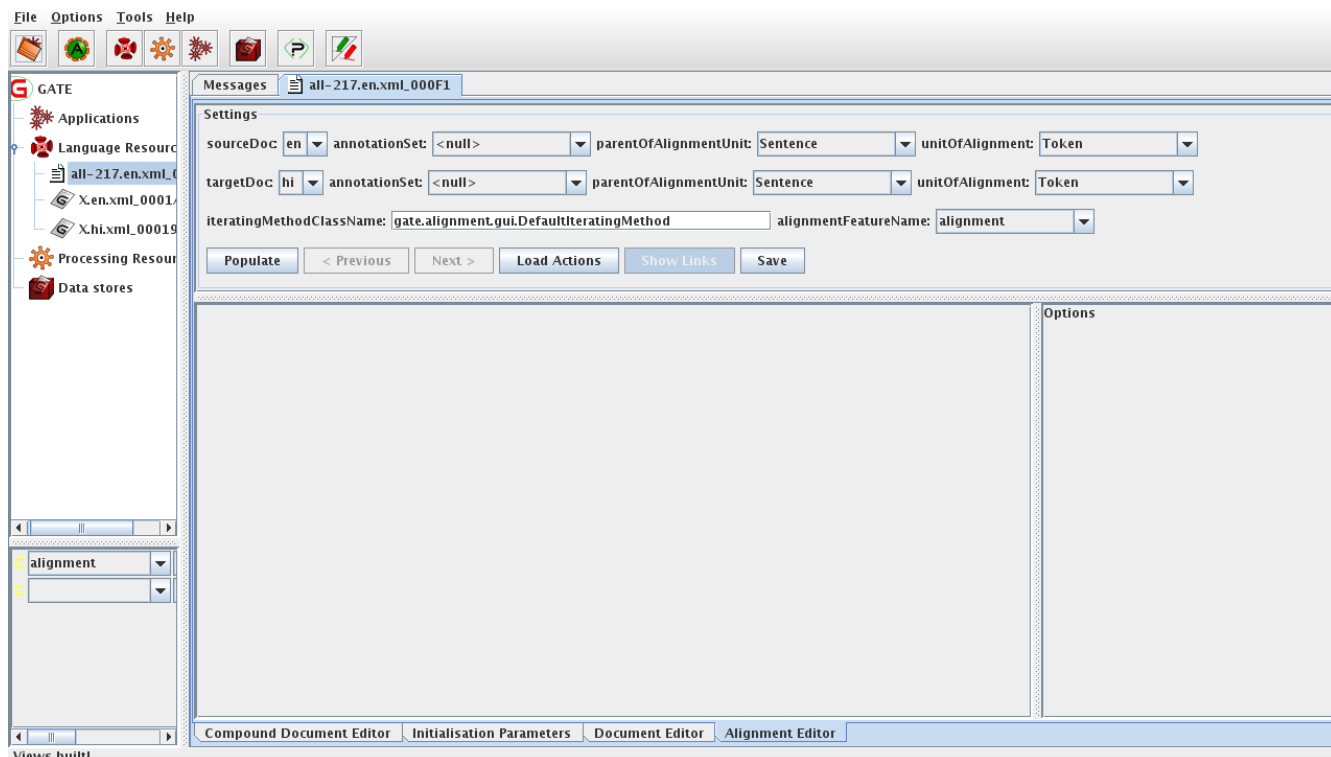 File Options Tools Help
GATE
Applications
Language Resourc
all-217.en.xml_0
X.en.xml_0001
X.hi.xml_00019
Processing Resour
Data stores
alignment
Messages all-217.en.xml_000F1
Settings
sourceDoc: en annotationSet: <null> parentOfAlignmentUnit: Sentence unitOfAlignment: Token
targetDoc: hi annotationSet: <null> parentOfAlignmentUnit: Sentence unitOfAlignment: Token
iteratingMethodClassName: gate.alignment.gui.DefaultIteratingMethod alignmentFeatureName: alignment
Populate < Previous Next > Load Actions Show Links Save
Options
Compound Document Editor Initialisation Parameters Document Editor Alignment Editor
Views built!